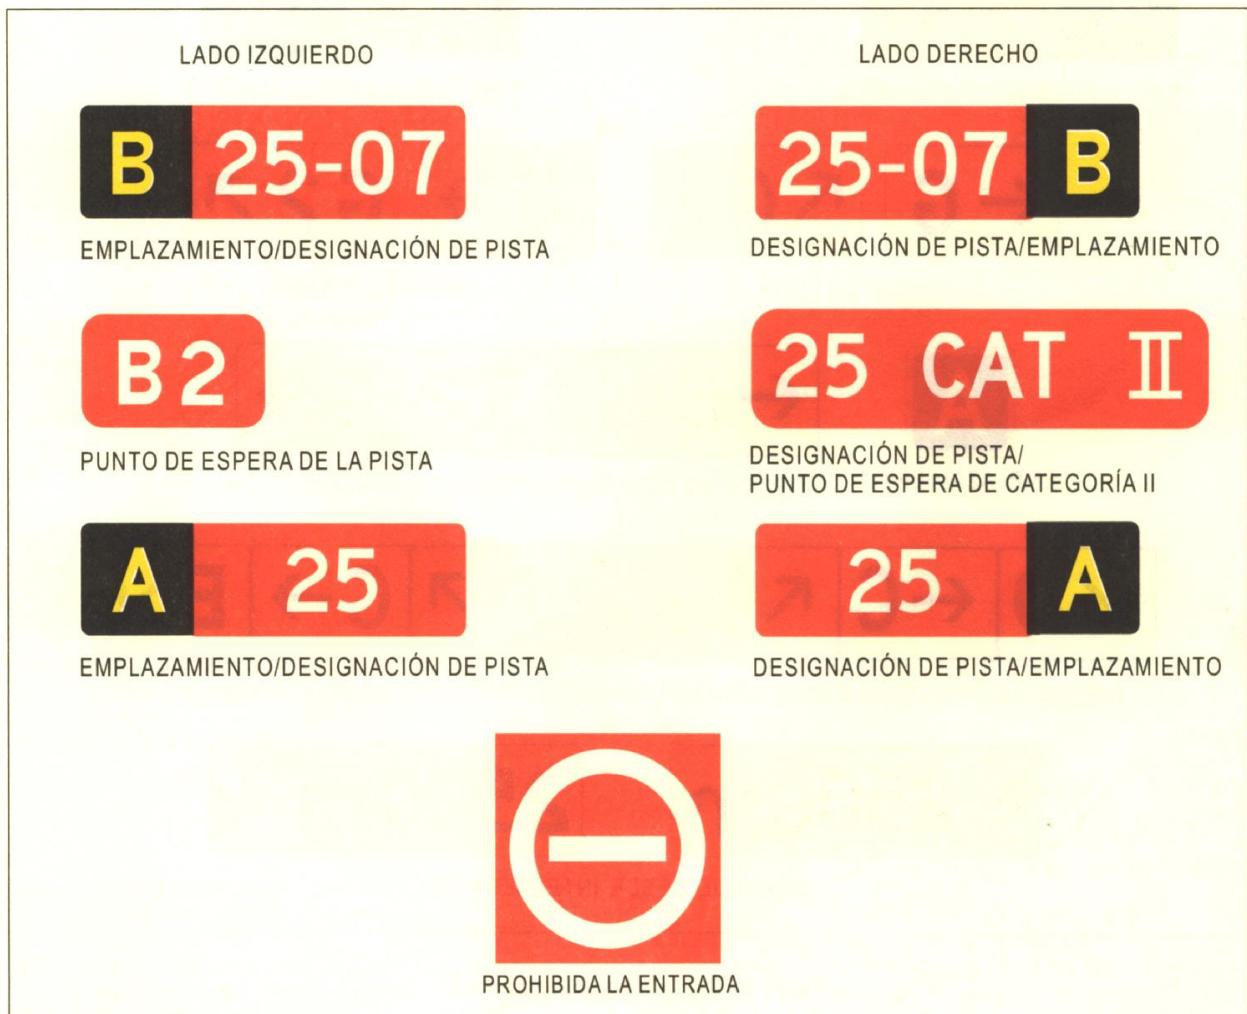 LADO IZQUIERDO
LADO DERECHO
B 25-07
25-07 B
EMPLAZAMIENTO/DESIGNACIÓN DE PISTA
DESIGNACIÓN DE PISTA/EMPLAZAMIENTO
B2
25 CAT II
PUNTO DE ESPERA DE LA PISTA
DESIGNACIÓN DE PISTA/
PUNTO DE ESPERA DE CATEGORÍA II
A 25
25 A
EMPLAZAMIENTO/DESIGNACIÓN DE PISTA
DESIGNACIÓN DE PISTA/EMPLAZAMIENTO
PROHIBIDA LA ENTRADA